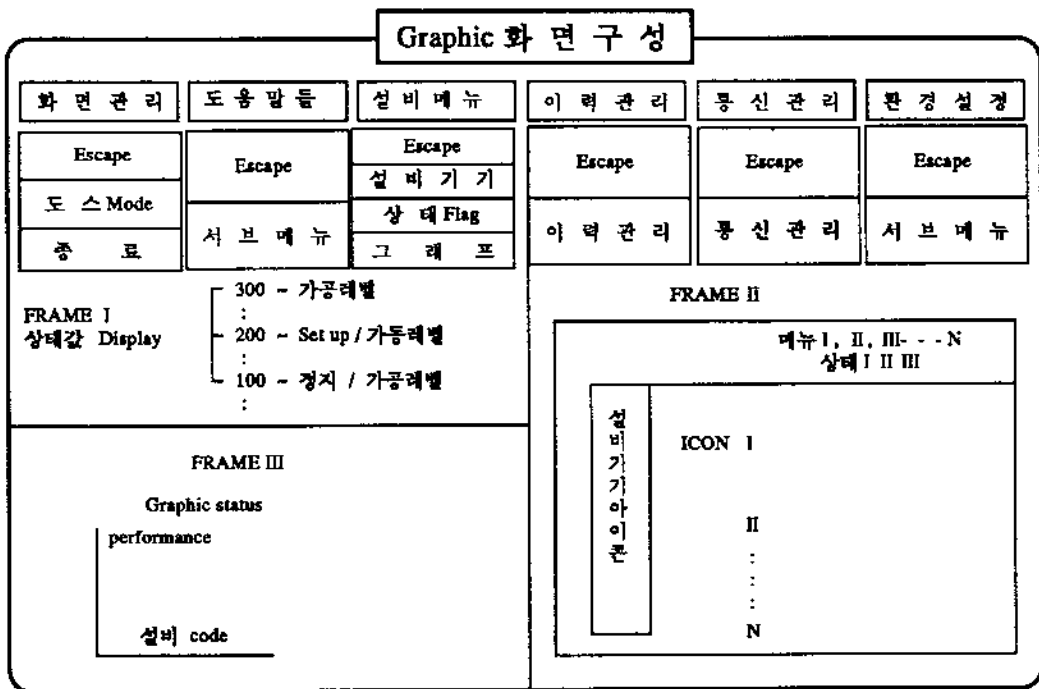 Graphic 화 면 구 성
화 면 관 리
도 움 말 들
설 비 메 뉴
이 력 관 리
통 신 관 리
환 경 설 정
Escape
도 스 Mode
종 료
Escape
서 브 메 뉴
Escape
설 비 기 기
상 태 Flag
그 래 프
Escape
이 력 관 리
Escape
통 신 관 리
Escape
서 브 메 뉴
FRAME I
상태값 Display
300 ~ 가공레벨
:
200 ~ Set up / 가동레벨
:
100 ~ 정지 / 가공레벨
:
FRAME II
메뉴 I, II, III- - - N
상태 I II III
설비기기아이콘
ICON I
II
:
:
:
N
FRAME III
Graphic status
performance
설비 code